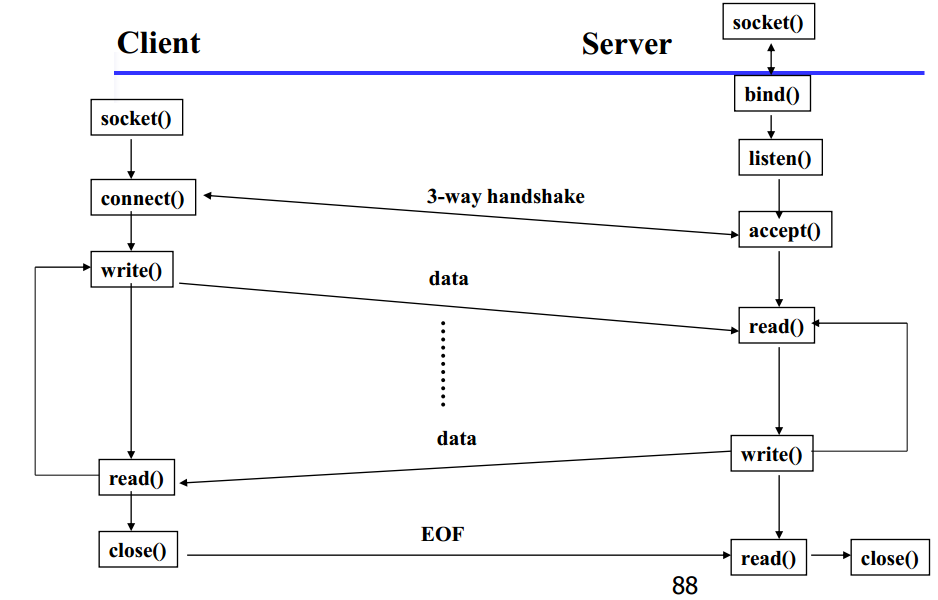 socket()
Client
Server
bind()
socket()
listen()
connect()
3-way handshake
accept()
write()
data
read()
data
write()
read()
EOF
close()
read()
close()
88